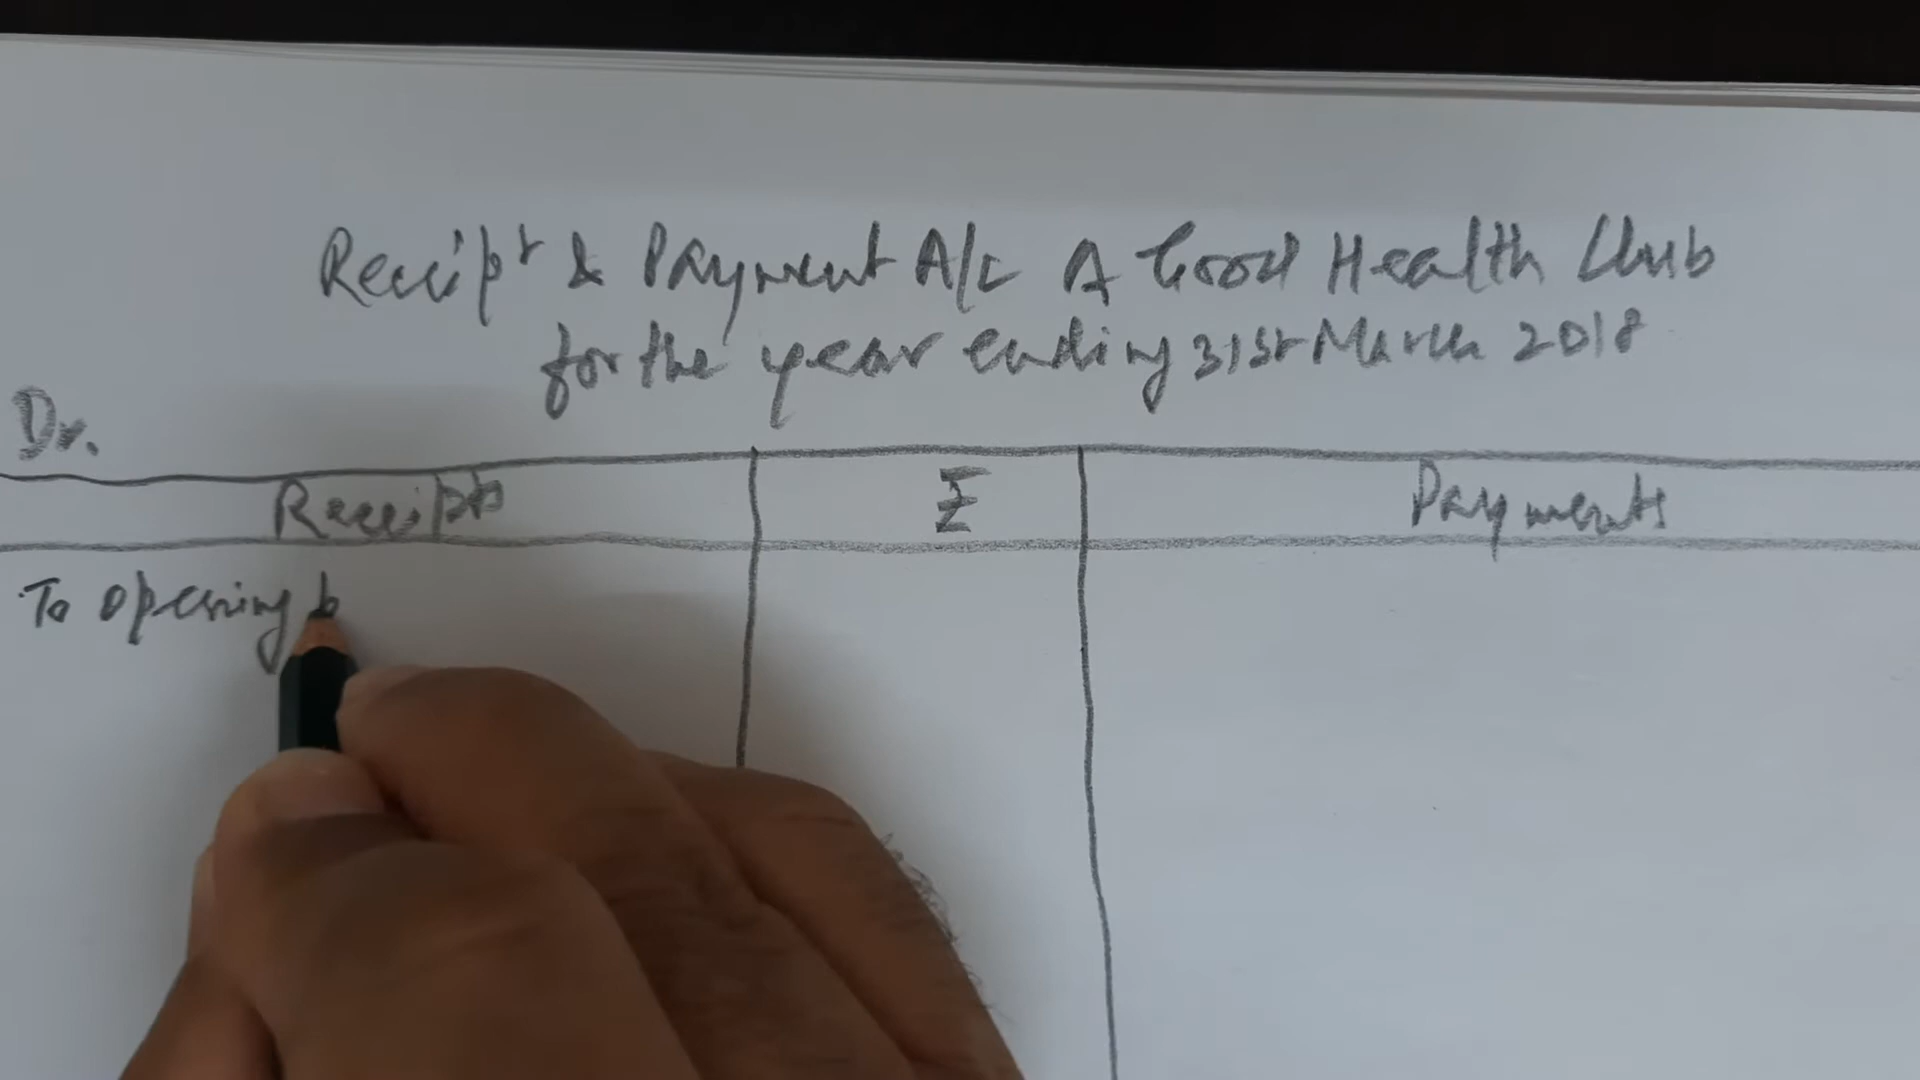 Receipt & Payment A/c A Good Health Club
for the year ending 31st March 2018
Dr.
Receipts ₹ Payments
To opening b